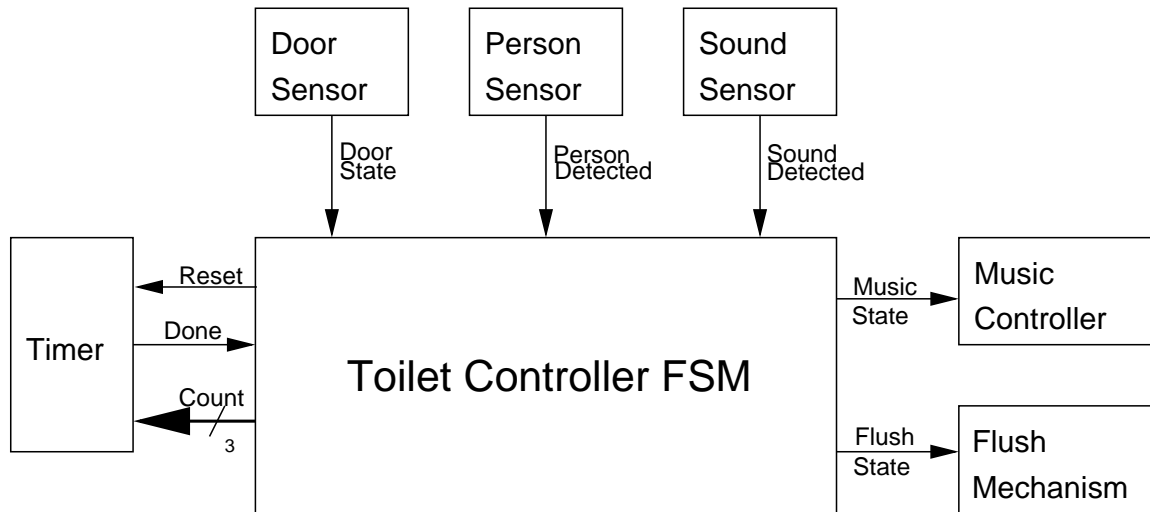 Door
Sensor
Person
Sensor
Sound
Sensor
Door
State
Person
Detected
Sound
Detected
Reset
Done
Count
3
Timer
Toilet Controller FSM
Music
State
Music
Controller
Flush
State
Flush
Mechanism